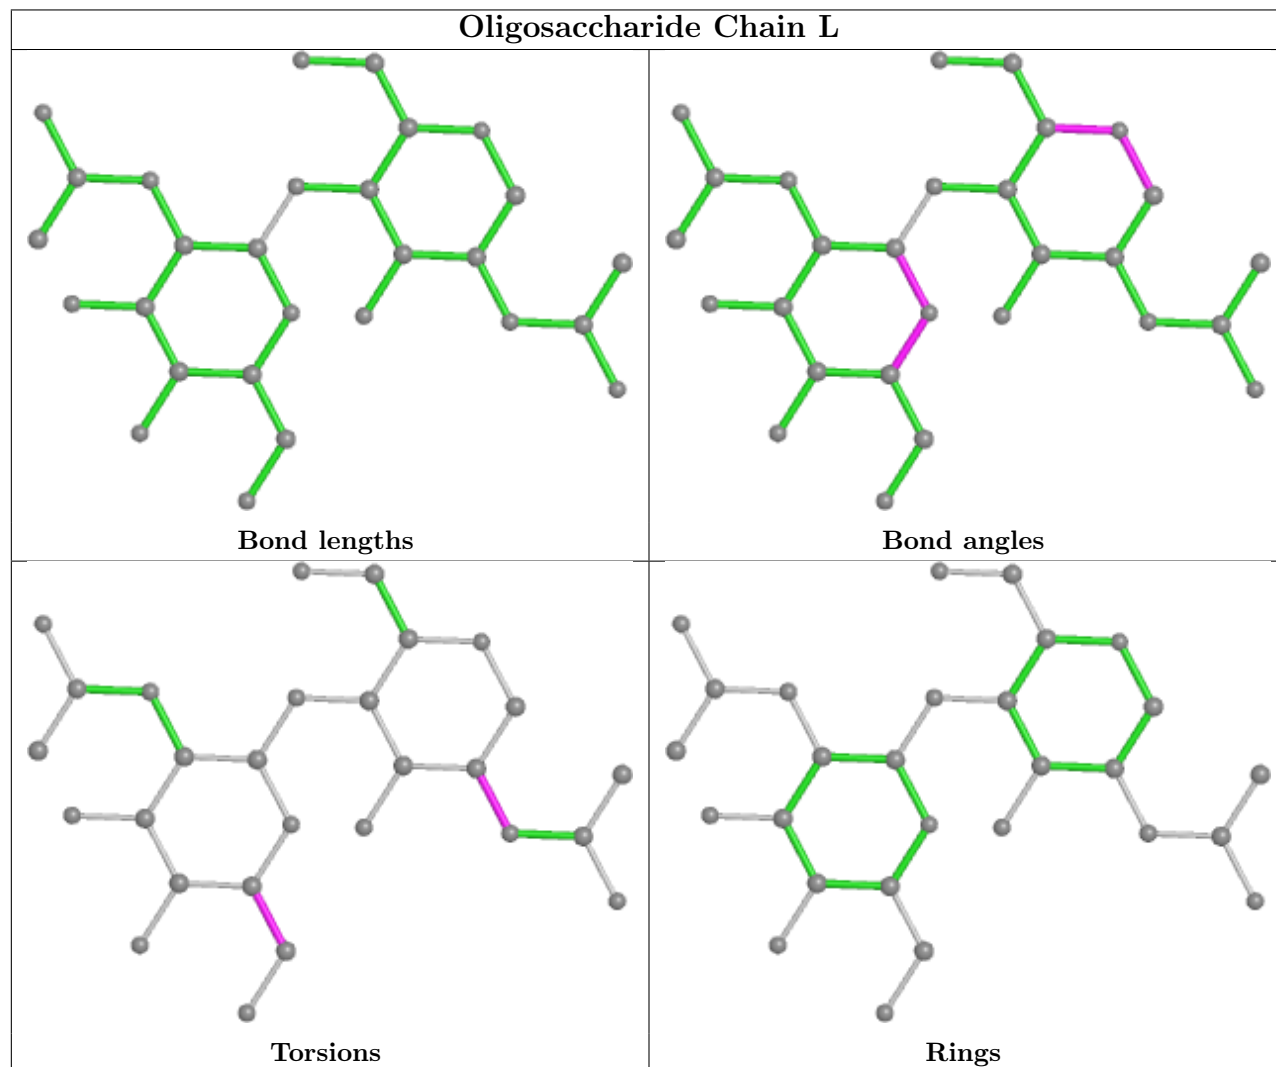 Oligosaccharide Chain L
Bond lengths
Bond angles
Torsions
Rings